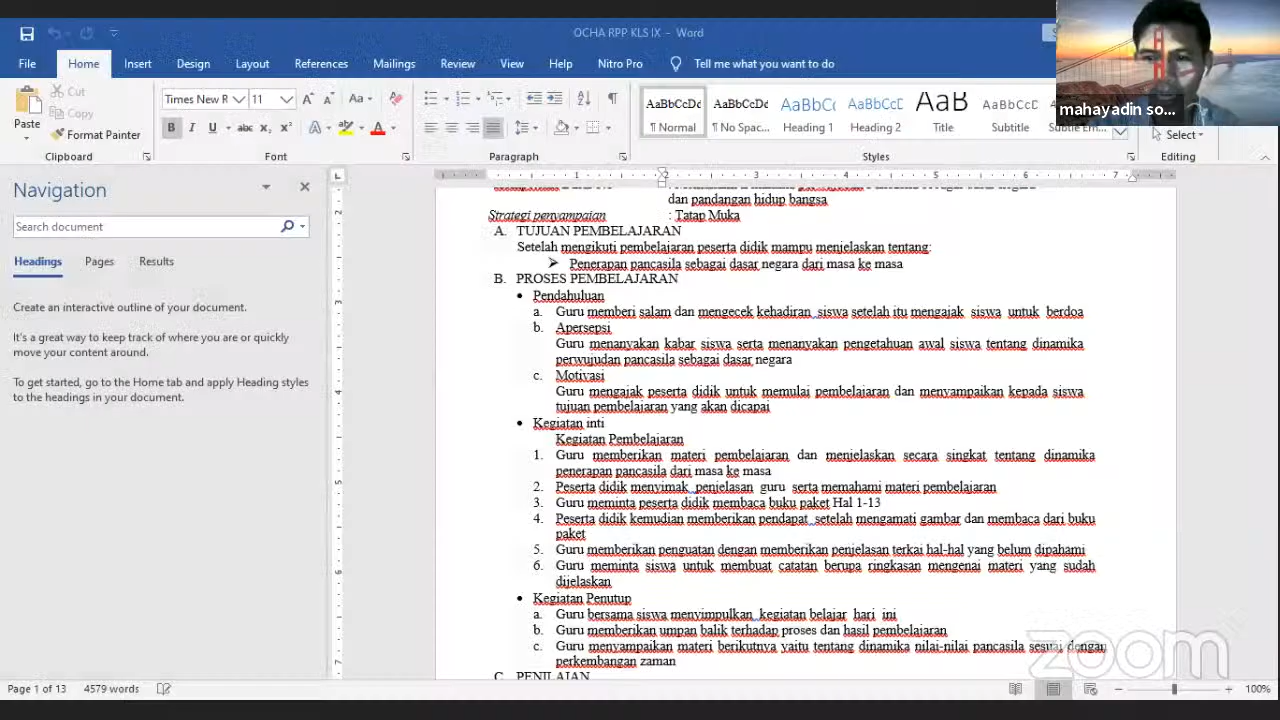 OCHA RPP KLS IX - Word
File Home Insert Design Layout References Mailings Review View Help Nitro Pro Tell me what you want to do
mahayadin so...
Paste
Cut
Copy
Format Painter
Clipboard
Times New R 11
Font
Paragraph
AaBbCcDc AaBbCcDc AaBbCc AaBbCcD AaB AaBbCcD
¶ Normal ¶ No Spac... Heading 1 Heading 2 Title Subtitle Subtle Em...
Styles
Select
Editing
Navigation
Search document
Headings Pages Results
Create an interactive outline of your document.
It's a great way to keep track of where you are or quickly
move your content around.
To get started, go to the Home tab and apply Heading styles
to the headings in your document.
dan pandangan hidup bangsa
Strategi penyampaian : Tatap Muka
A. TUJUAN PEMBELAJARAN
Setelah mengikuti pembelajaran peserta didik mampu menjelaskan tentang:
➢ Penerapan pancasila sebagai dasar negara dari masa ke masa
B. PROSES PEMBELAJARAN
• Pendahuluan
a. Guru memberi salam dan mengecek kehadiran siswa setelah itu mengajak siswa untuk berdoa
b. Apersepsi
Guru menanyakan kabar siswa serta menanyakan pengetahuan awal siswa tentang dinamika
perwujudan pancasila sebagai dasar negara
c. Motivasi
Guru mengajak peserta didik untuk memulai pembelajaran dan menyampaikan kepada siswa
tujuan pembelajaran yang akan dicapai
• Kegiatan inti
Kegiatan Pembelajaran
1. Guru memberikan materi pembelajaran dan menjelaskan secara singkat tentang dinamika
penerapan pancasila dari masa ke masa
2. Peserta didik menyimak penjelasan guru serta memahami materi pembelajaran
3. Guru meminta peserta didik membaca buku paket Hal 1-13
4. Peserta didik kemudian memberikan pendapat setelah mengamati gambar dan membaca dari buku
paket
5. Guru memberikan penguatan dengan memberikan penjelasan terkai hal-hal yang belum dipahami
6. Guru meminta siswa untuk membuat catatan berupa ringkasan mengenai materi yang sudah
dijelaskan
• Kegiatan Penutup
a. Guru bersama siswa menyimpulkan kegiatan belajar hari ini
b. Guru memberikan umpan balik terhadap proses dan hasil pembelajaran
c. Guru menyampaikan materi berikutnya yaitu tentang dinamika nilai-nilai pancasila sesuai dengan
perkembangan zaman
C. PENILAIAN
zoom
Page 1 of 13 4579 words 100%